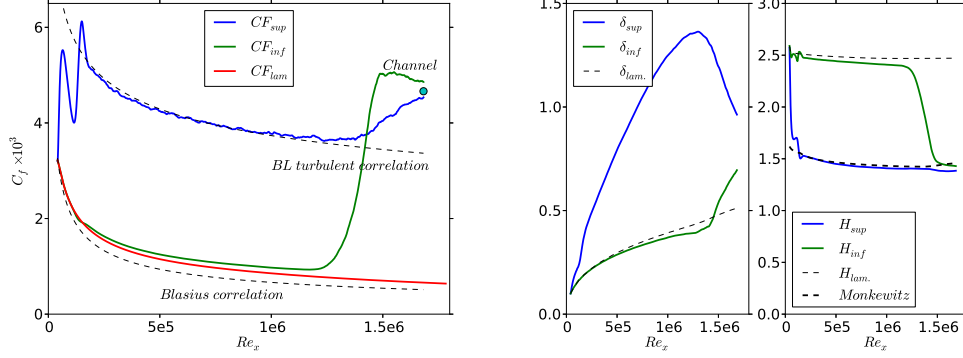 6
4
2
0
C_f ×10^3
CF_sup
CF_inf
CF_lam
Channel
BL turbulent correlation
Blasius correlation
0
5e5
1e6
1.5e6
Re_x
1.5
1.0
0.5
0.0
δ_sup
δ_inf
δ_lam.
0
5e5
1e6
1.5e6
Re_x
3.0
2.5
2.0
1.5
1.0
0.5
0.0
H_sup
H_inf
H_lam.
Monkewitz
0
5e5
1e6
1.5e6
Re_x